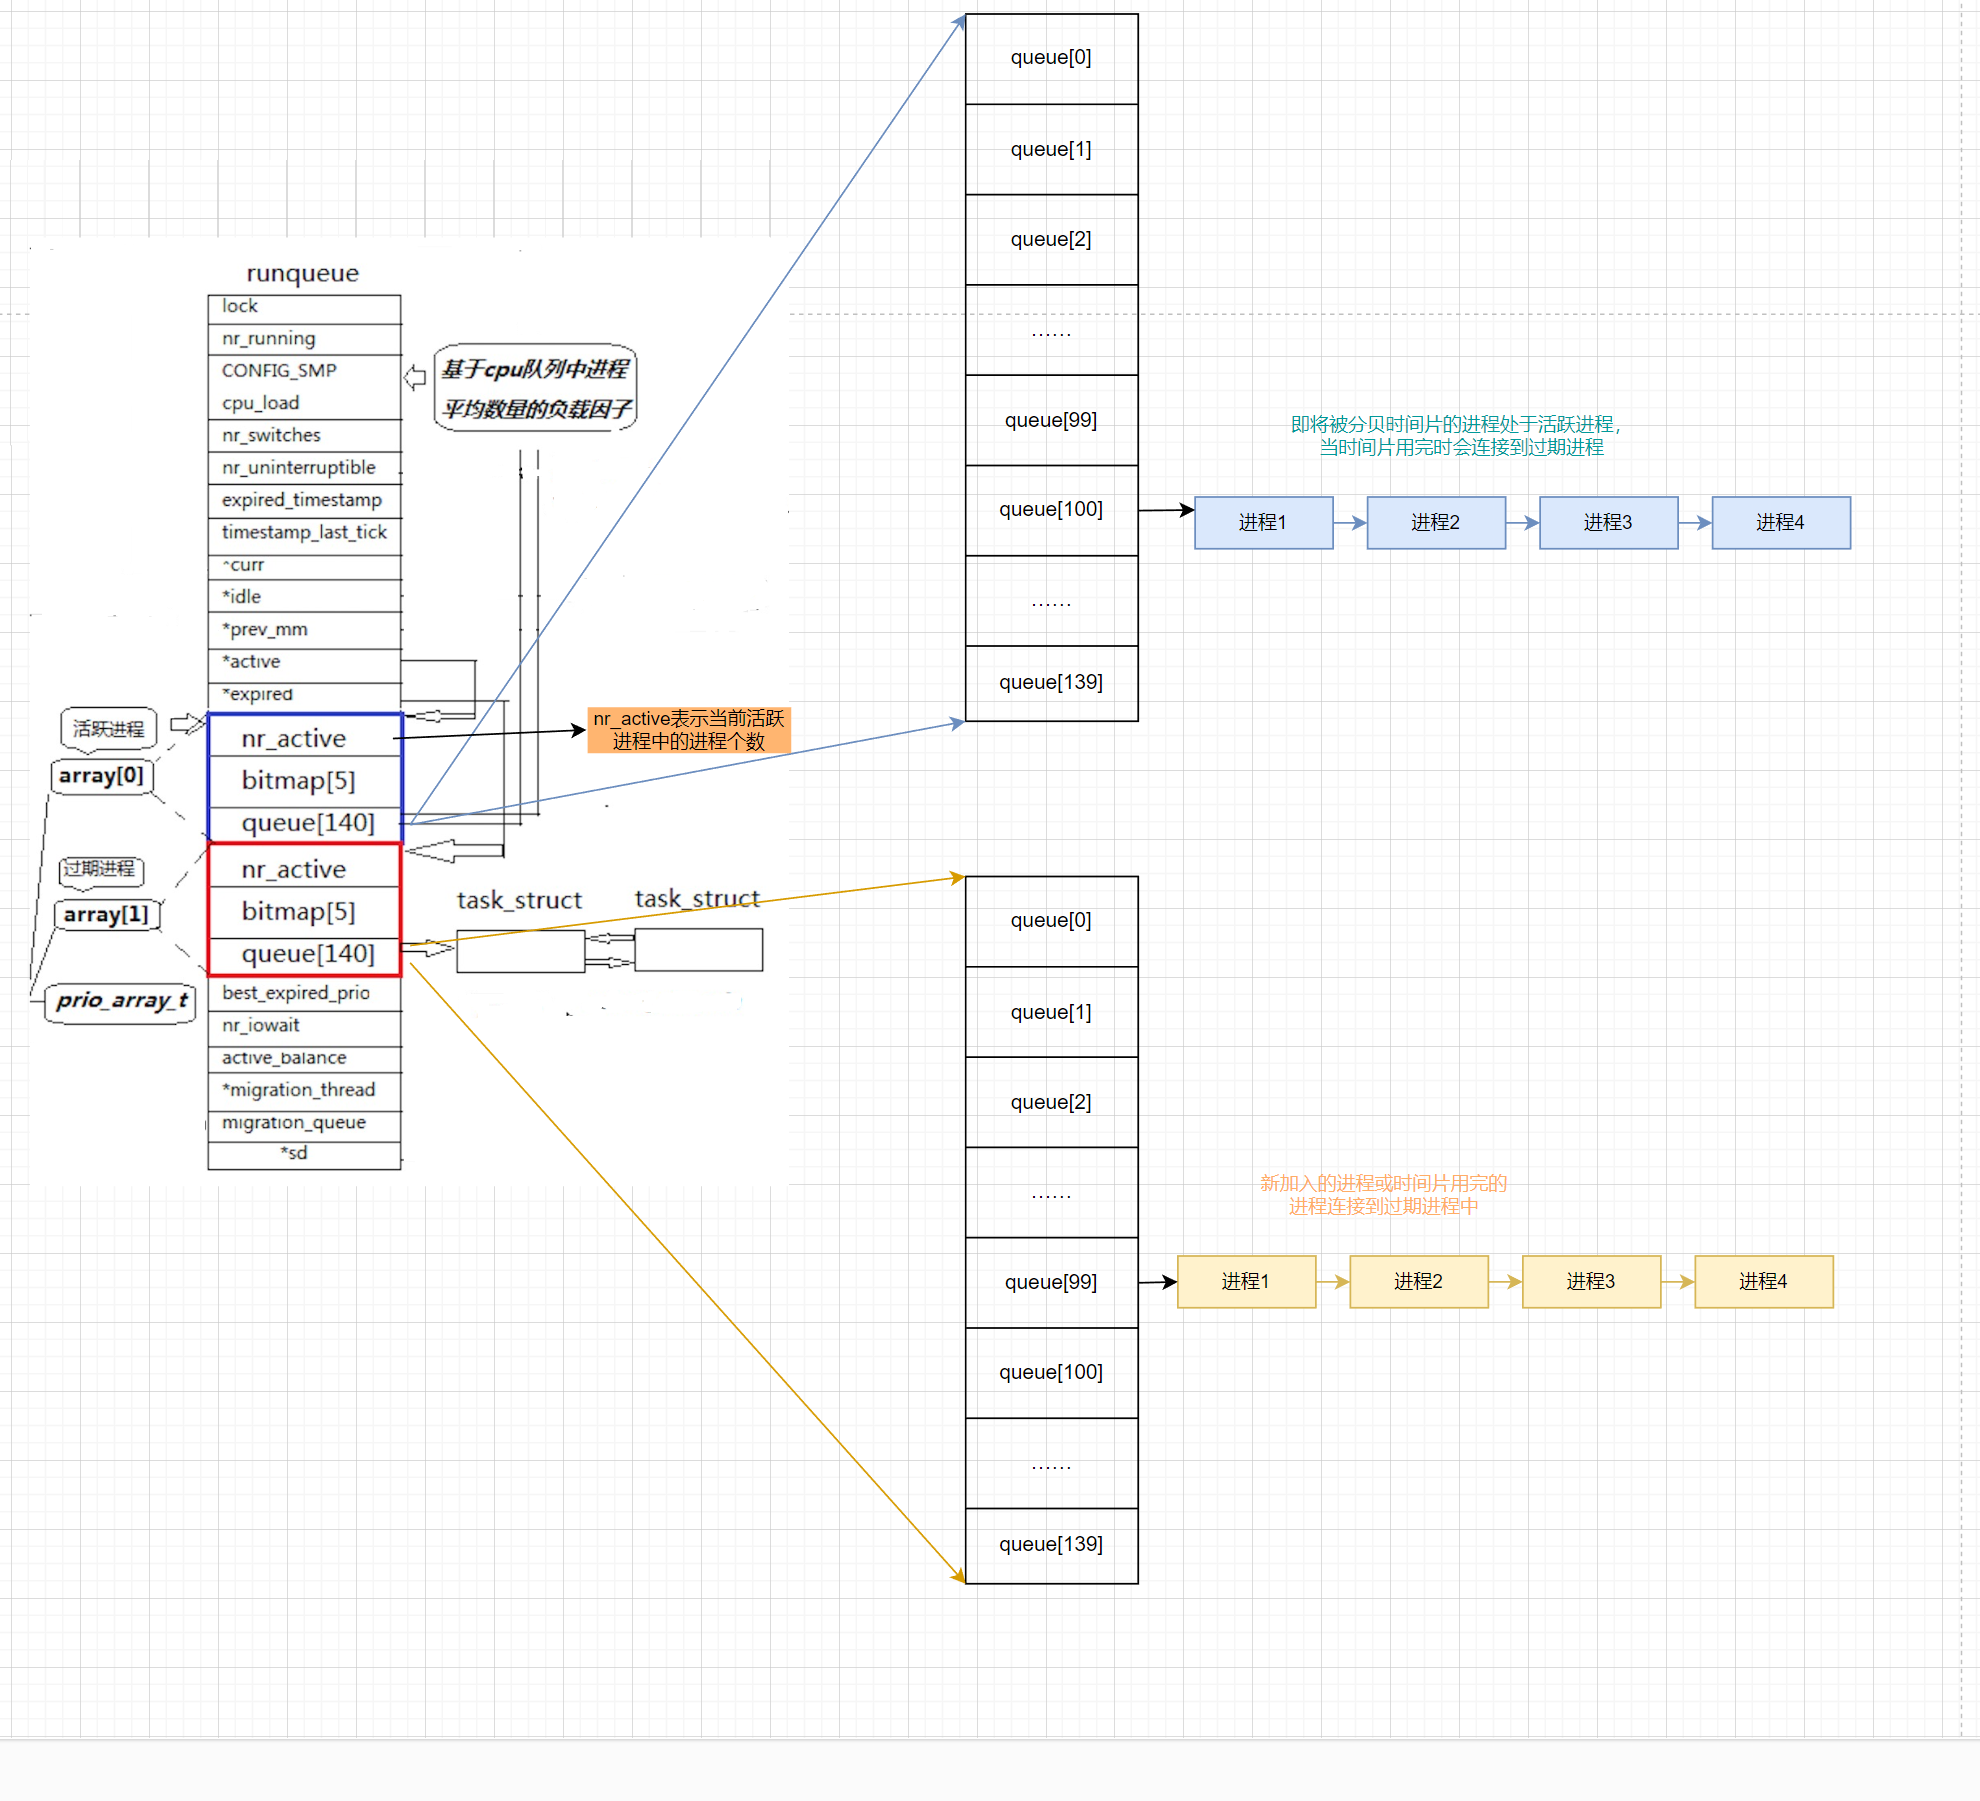 runqueue
lock
nr_running
CONFIG_SMP
cpu_load
nr_switches
nr_uninterruptible
expired_timestamp
timestamp_last_tick
*curr
*idle
*prev_mm
*active
*expired
nr_active
bitmap[5]
queue[140]
nr_active
bitmap[5]
queue[140]
best_expired_prio
nr_iowait
active_balance
*migration_thread
migration_queue
*sd
基于cpu队列中进程
平均数量的负载因子
活跃进程
array[0]
过期进程
array[1]
prio_array_t
nr_active表示当前活跃
进程中的进程个数
task_struct
task_struct
queue[0]
queue[1]
queue[2]
······
queue[99]
queue[100]
······
queue[139]
即将被分贝时间片的进程处于活跃进程,
当时间片用完时会连接到过期进程
进程1
进程2
进程3
进程4
queue[0]
queue[1]
queue[2]
······
queue[99]
queue[100]
······
queue[139]
新加入的进程或时间片用完的
进程连接到过期进程中
进程1
进程2
进程3
进程4